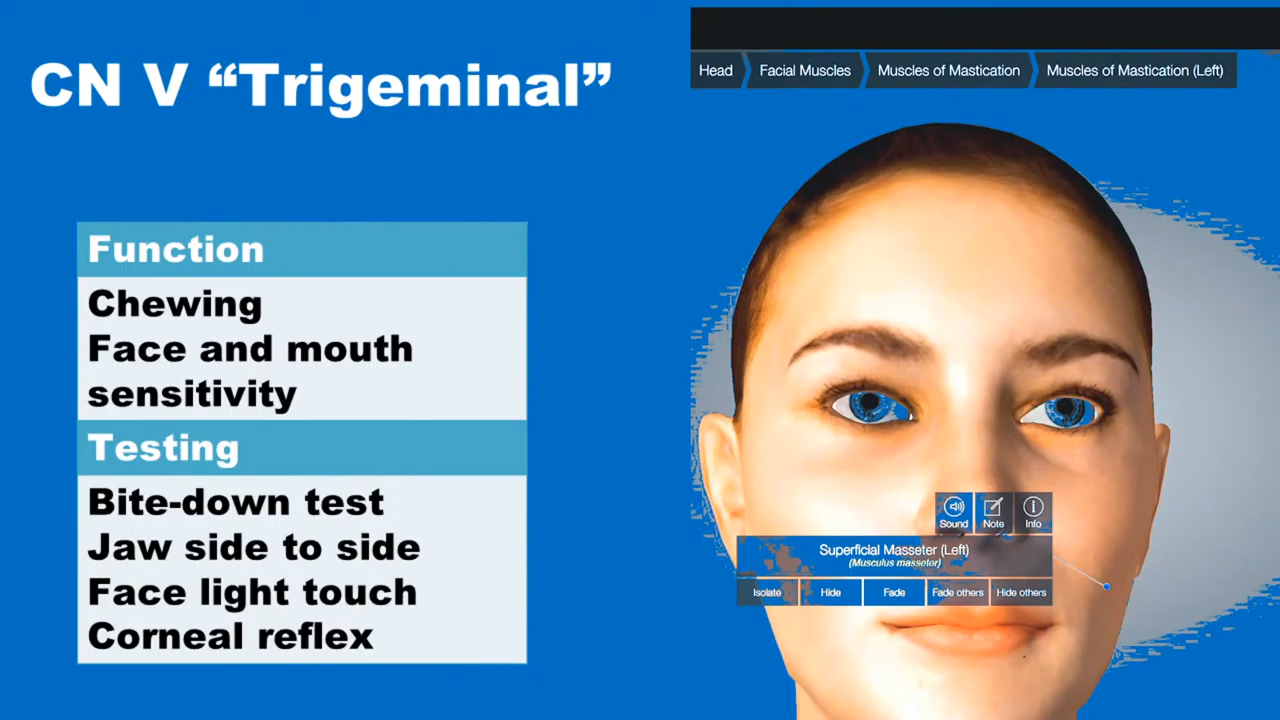 CN V “Trigeminal”
Function
Chewing
Face and mouth
sensitivity
Testing
Bite-down test
Jaw side to side
Face light touch
Corneal reflex
Head Facial Muscles Muscles of Mastication Muscles of Mastication (Left)
Sound Note Info
Superficial Masseter (Left)
(Musculus masseter)
Isolate Hide Fade Fade others Hide others